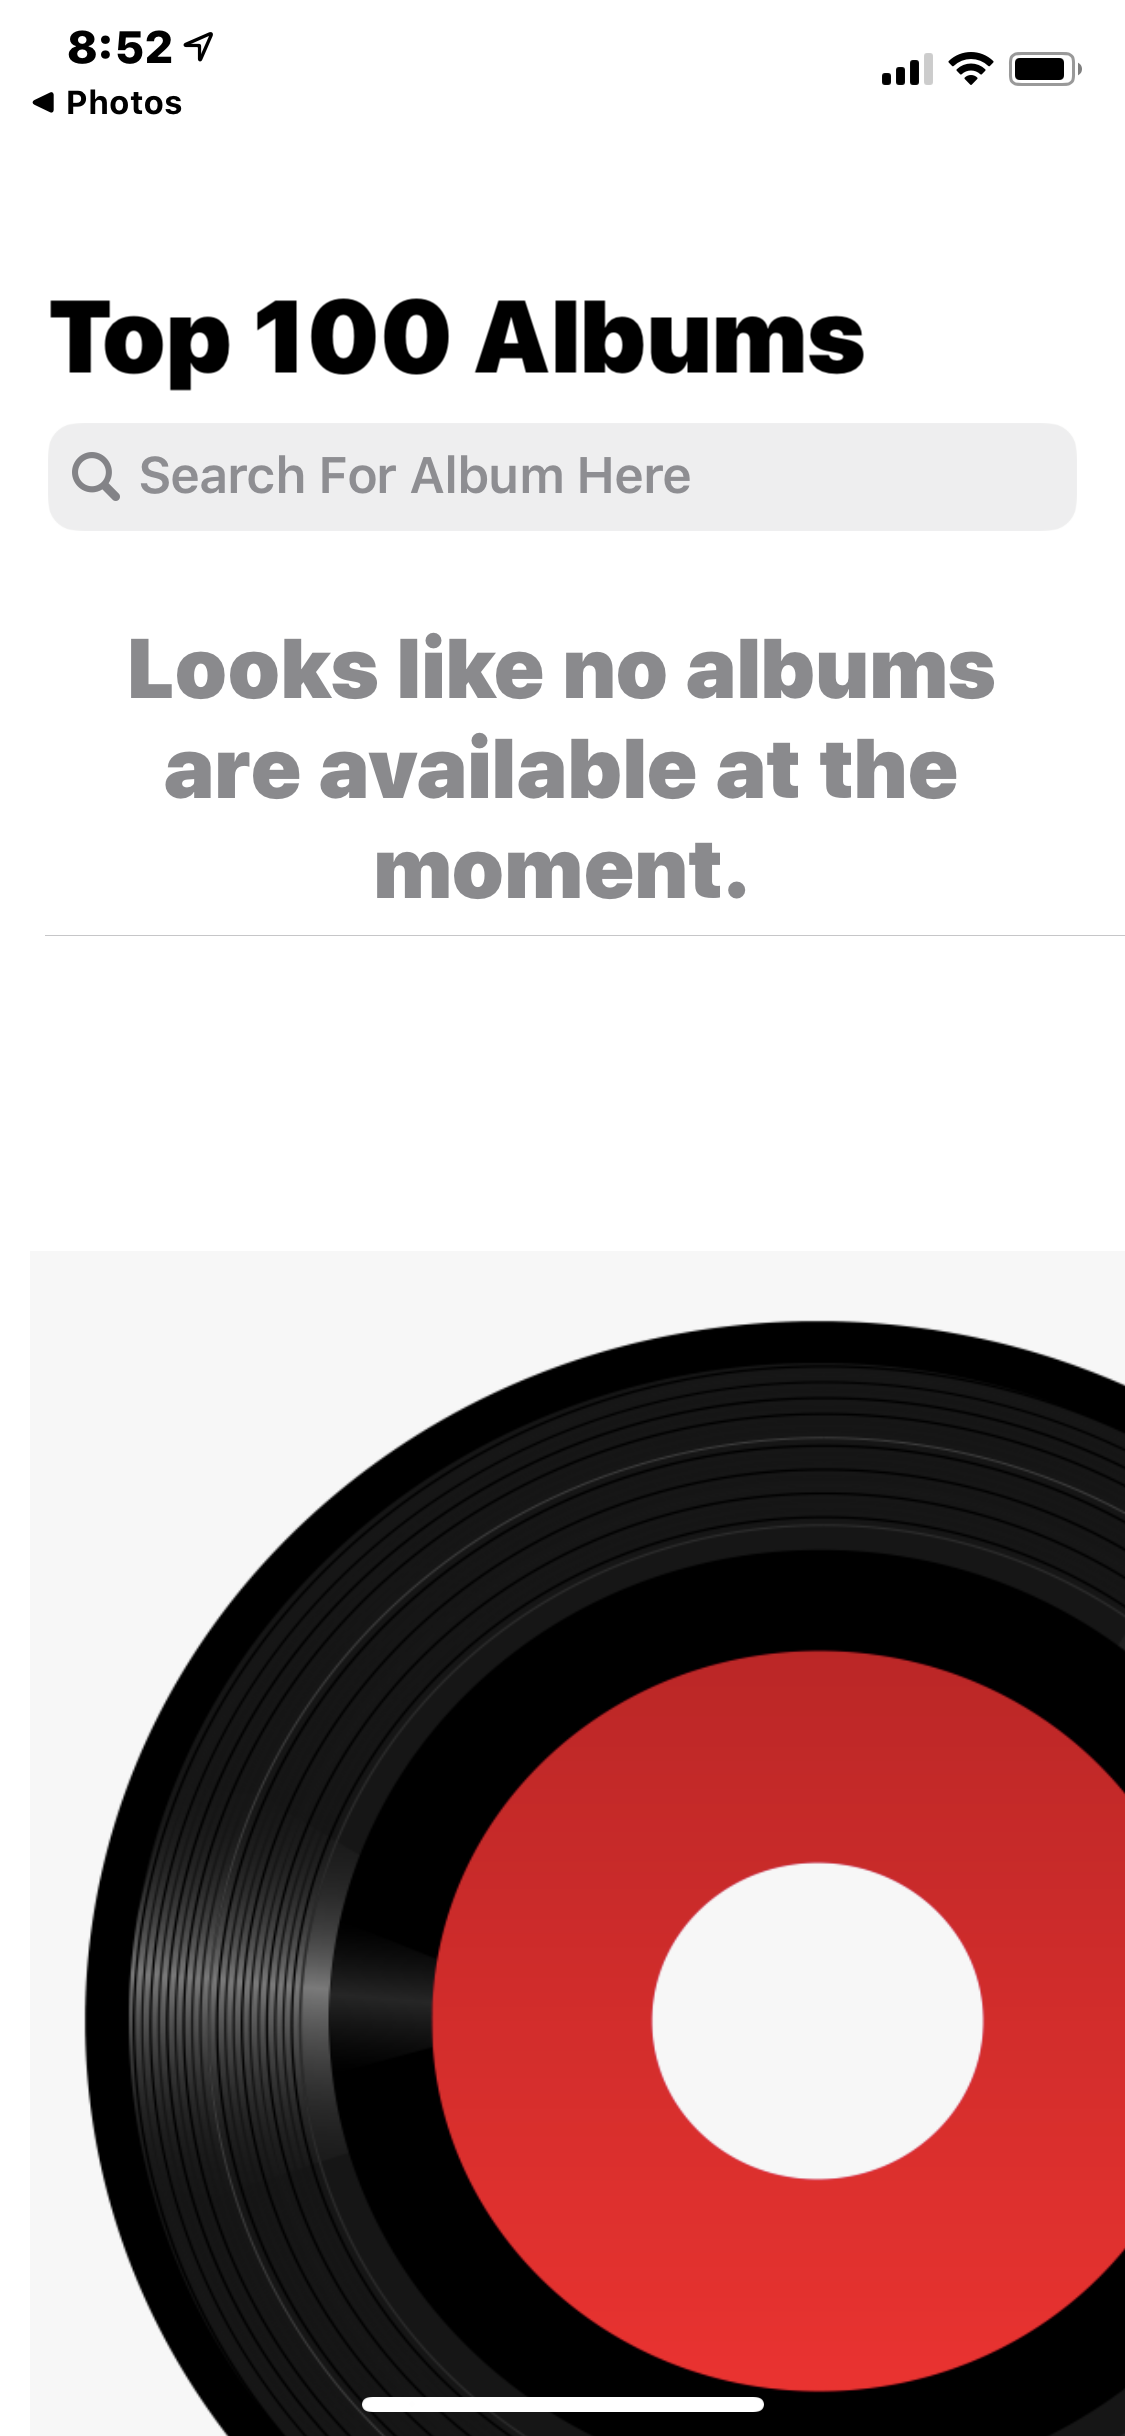 8:52
Photos
Top 100 Albums
Search For Album Here
Looks like no albums
are available at the
moment.